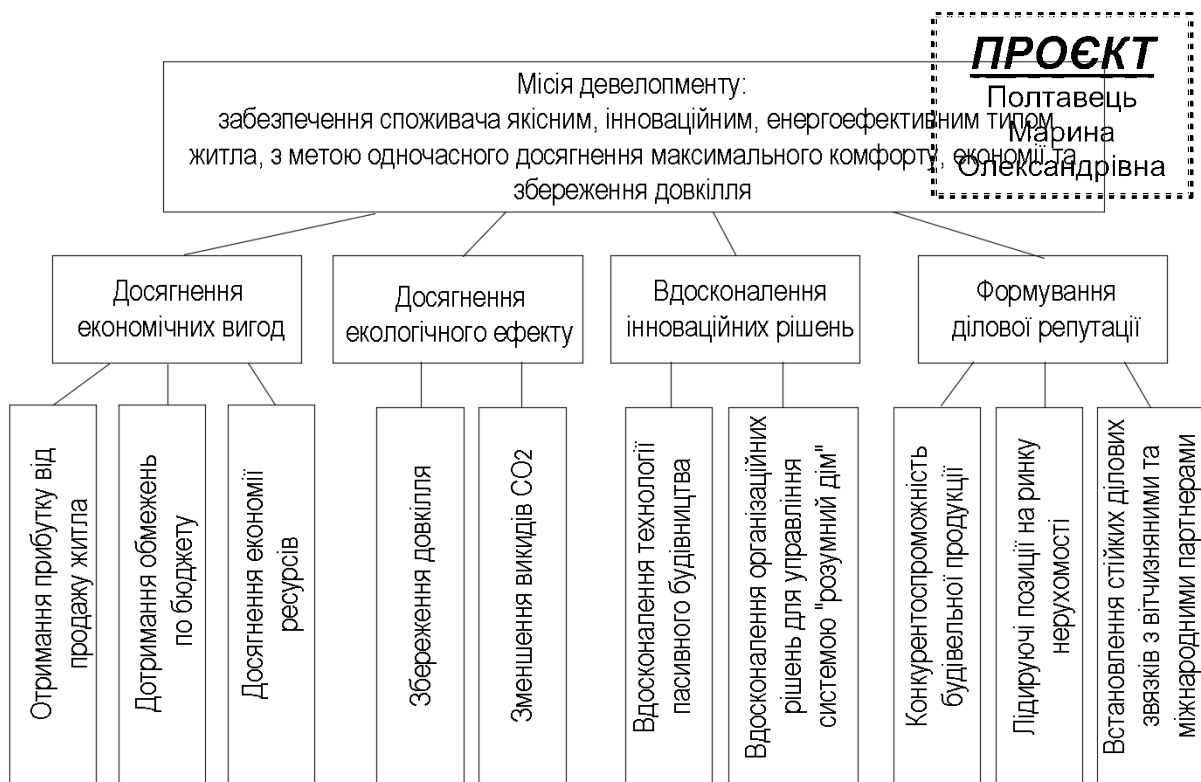 ПРОЄКТ
Полтавець
Марина
Олександрівна
Місія девелопменту:
забезпечення споживача якісним, інноваційним, енергоефективним типом
житла, з метою одночасного досягнення максимального комфорту, економії та
збереження довкілля
Досягнення
економічних вигод
Досягнення
екологічного ефекту
Вдосконалення
інноваційних рішень
Формування
ділової репутації
Отримання прибутку від
продажу житла
Дотримання обмежень
по бюджету
Досягнення економії
ресурсів
Збереження довкілля
Зменшення викидів СО2
Вдосконалення технології
пасивного будівництва
Вдосконалення організаційних
рішень для управління
системою "розумний дім"
Конкурентоспроможність
будівельної продукції
Лідируючі позиції на ринку
нерухомості
Встановлення стійких ділових
звязків з вітчизняними та
міжнародними партнерами